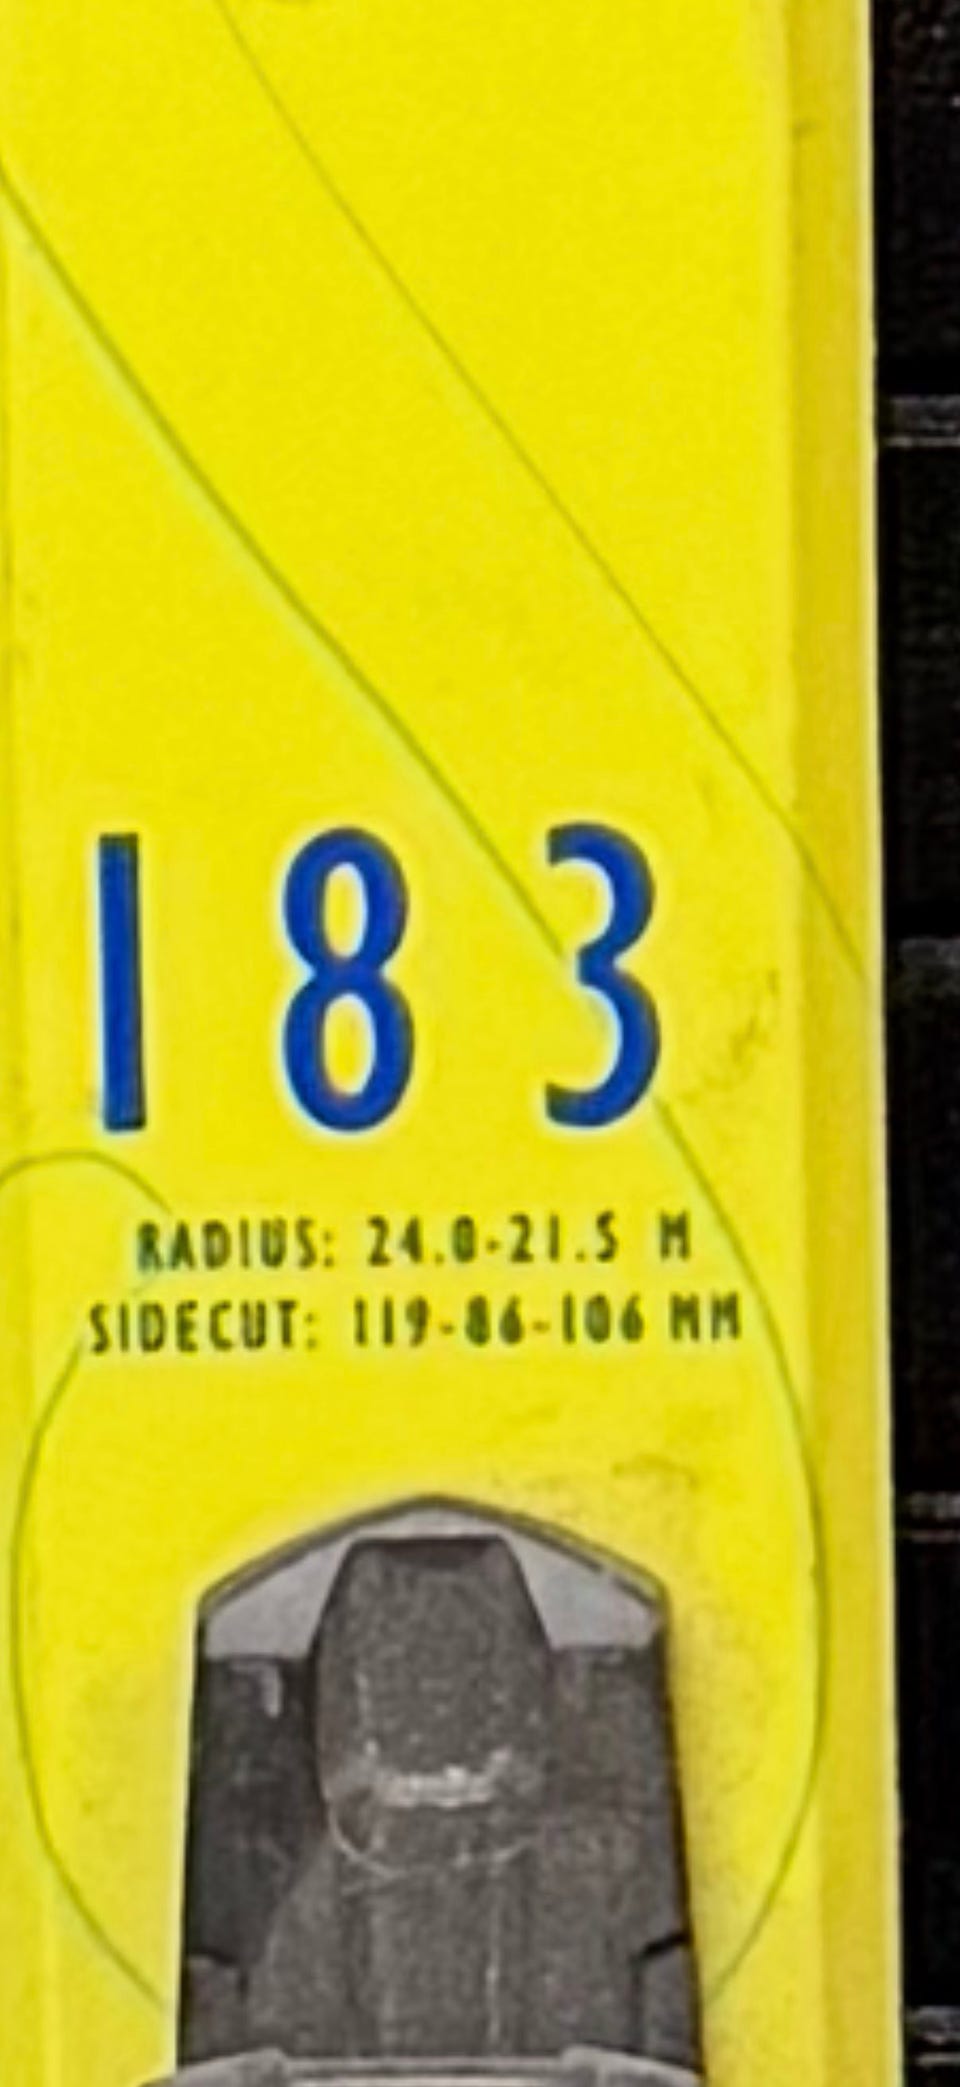 183
RADIUS: 24.0-21.5 M
SIDECUT: 119-86-106 MM